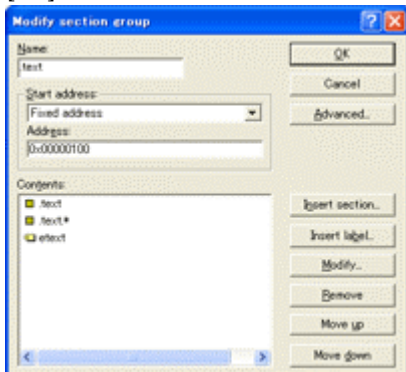 Modify section group
Name:
.text
OK
Cancel
Start address:
Fixed address
Advanced...
Address:
0x00000100
Contents:
.text
.text.*
etext
Insert section...
Insert label...
Modify...
Remove
Move up
Move down